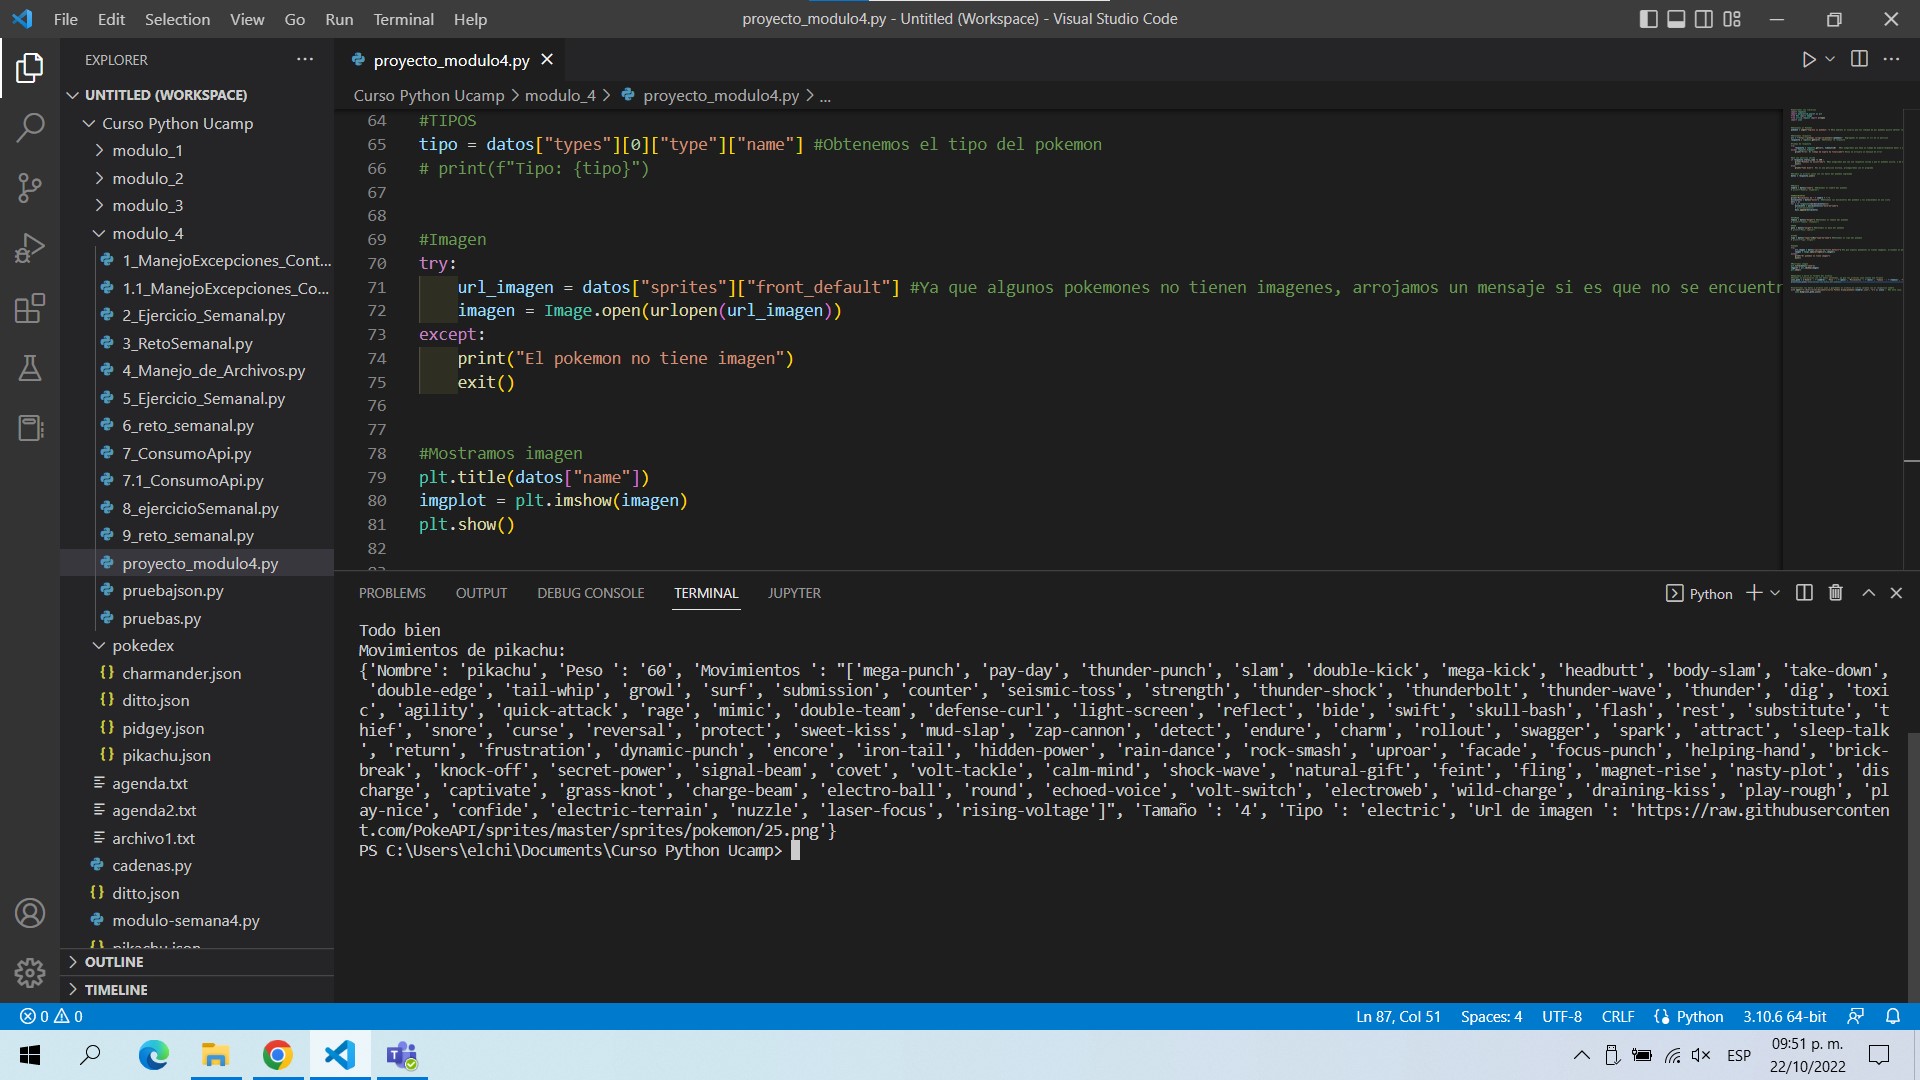 File Edit Selection View Go Run Terminal Help
proyecto_modulo4.py - Untitled (Workspace) - Visual Studio Code
EXPLORER
UNTITLED (WORKSPACE)
Curso Python Ucamp
modulo_1
modulo_2
modulo_3
modulo_4
1_ManejoExcepciones_Cont...
1.1_ManejoExcepciones_Co...
2_Ejercicio_Semanal.py
3_RetoSemanal.py
4_Manejo_de_Archivos.py
5_Ejercicio_Semanal.py
6_reto_semanal.py
7_ConsumoApi.py
7.1_ConsumoApi.py
8_ejercicioSemanal.py
9_reto_semanal.py
proyecto_modulo4.py
pruebajson.py
pruebas.py
pokedex
charmander.json
ditto.json
pidgey.json
pikachu.json
agenda.txt
agenda2.txt
archivo1.txt
cadenas.py
ditto.json
modulo-semana4.py
pikachu.json
OUTLINE
TIMELINE
proyecto_modulo4.py
Curso Python Ucamp > modulo_4 > proyecto_modulo4.py > ...
64 #TIPOS
65 tipo = datos["types"][0]["type"]["name"] #Obtenemos el tipo del pokemon
66 # print(f"Tipo: {tipo}")
67
68
69 #Imagen
70 try:
71 url_imagen = datos["sprites"]["front_default"] #Ya que algunos pokemones no tienen imagenes, arrojamos un mensaje si es que no se encuentr
72 imagen = Image.open(urlopen(url_imagen))
73 except:
74 print("El pokemon no tiene imagen")
75 exit()
76
77
78 #Mostramos imagen
79 plt.title(datos["name"])
80 imgplot = plt.imshow(imagen)
81 plt.show()
82
83
PROBLEMS OUTPUT DEBUG CONSOLE TERMINAL JUPYTER
Python
Todo bien
Movimientos de pikachu:
{'Nombre': 'pikachu', 'Peso ': '60', 'Movimientos ': "['mega-punch', 'pay-day', 'thunder-punch', 'slam', 'double-kick', 'mega-kick', 'headbutt', 'body-slam', 'take-down',
'double-edge', 'tail-whip', 'growl', 'surf', 'submission', 'counter', 'seismic-toss', 'strength', 'thunder-shock', 'thunderbolt', 'thunder-wave', 'thunder', 'dig', 'toxi
c', 'agility', 'quick-attack', 'rage', 'mimic', 'double-team', 'defense-curl', 'light-screen', 'reflect', 'bide', 'swift', 'skull-bash', 'flash', 'rest', 'substitute', 't
hief', 'snore', 'curse', 'reversal', 'protect', 'sweet-kiss', 'mud-slap', 'zap-cannon', 'detect', 'endure', 'charm', 'rollout', 'swagger', 'spark', 'attract', 'sleep-talk
', 'return', 'frustration', 'dynamic-punch', 'encore', 'iron-tail', 'hidden-power', 'rain-dance', 'rock-smash', 'uproar', 'facade', 'focus-punch', 'helping-hand', 'brick-
break', 'knock-off', 'secret-power', 'signal-beam', 'covet', 'volt-tackle', 'calm-mind', 'shock-wave', 'natural-gift', 'feint', 'fling', 'magnet-rise', 'nasty-plot', 'dis
charge', 'captivate', 'grass-knot', 'charge-beam', 'electro-ball', 'round', 'echoed-voice', 'volt-switch', 'electroweb', 'wild-charge', 'draining-kiss', 'play-rough', 'pl
ay-nice', 'confide', 'electric-terrain', 'nuzzle', 'laser-focus', 'rising-voltage']", 'Tamaño ': '4', 'Tipo ': 'electric', 'Url de imagen ': 'https://raw.githubuserconten
t.com/PokeAPI/sprites/master/sprites/pokemon/25.png'}
PS C:\Users\elchi\Documents\Curso Python Ucamp>
0 0
Ln 87, Col 51 Spaces: 4 UTF-8 CRLF Python 3.10.6 64-bit
ESP
09:51 p. m.
22/10/2022